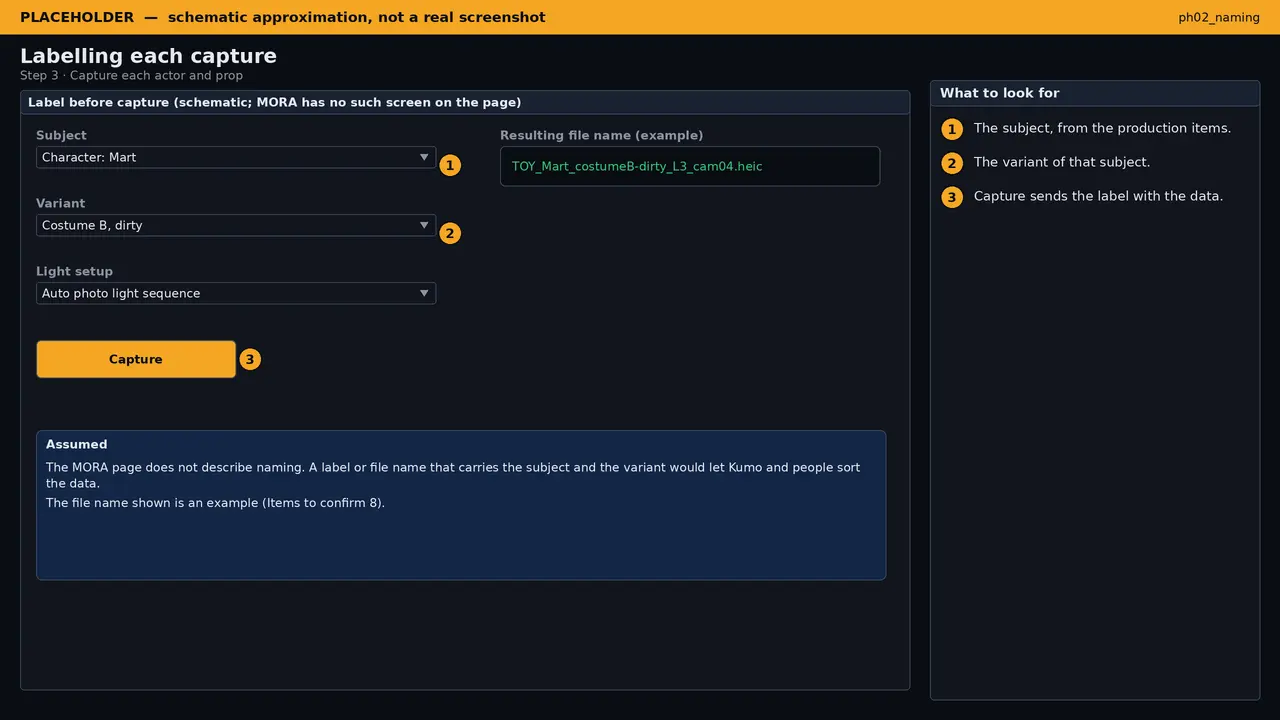 PLACEHOLDER — schematic approximation, not a real screenshot
ph02_naming
Labelling each capture
Step 3 · Capture each actor and prop
Label before capture (schematic; MORA has no such screen on the page)
Subject
Character: Mart
1
Variant
Costume B, dirty
2
Light setup
Auto photo light sequence
Capture
3
Resulting file name (example)
TOY_Mart_costumeB-dirty_L3_cam04.heic
Assumed
The MORA page does not describe naming. A label or file name that carries the subject and the variant would let Kumo and people sort
the data.
The file name shown is an example (Items to confirm 8).
What to look for
1 The subject, from the production items.
2 The variant of that subject.
3 Capture sends the label with the data.